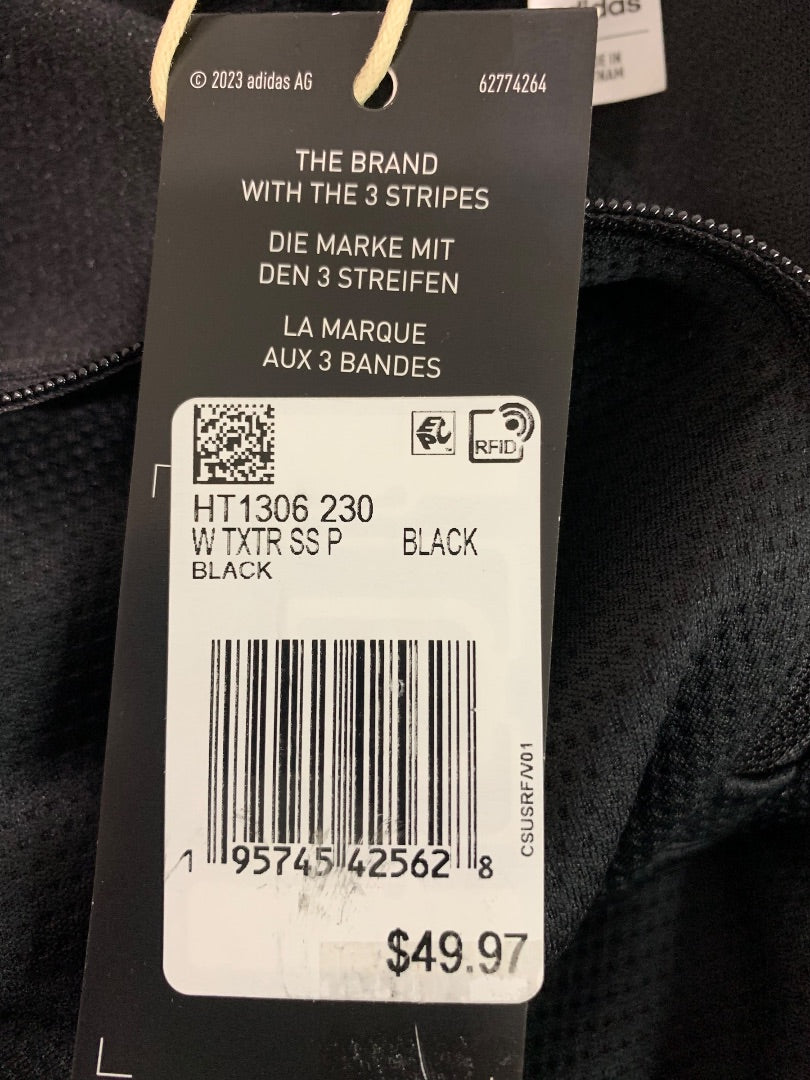 © 2023 adidas AG 62774264
THE BRAND
WITH THE 3 STRIPES
DIE MARKE MIT
DEN 3 STREIFEN
LA MARQUE
AUX 3 BANDES
EPC
RFiD
HT1306 230
W TXTR SS P BLACK
BLACK
1 95745 42562 8
CSUSRF/V01
$49.97